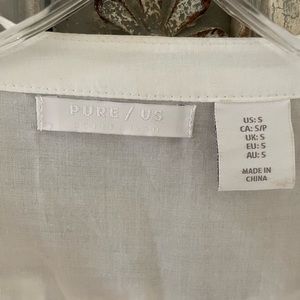 PURE / US
US: S
CA: S/P
UK: S
EU: S
AU: S
MADE IN
CHINA